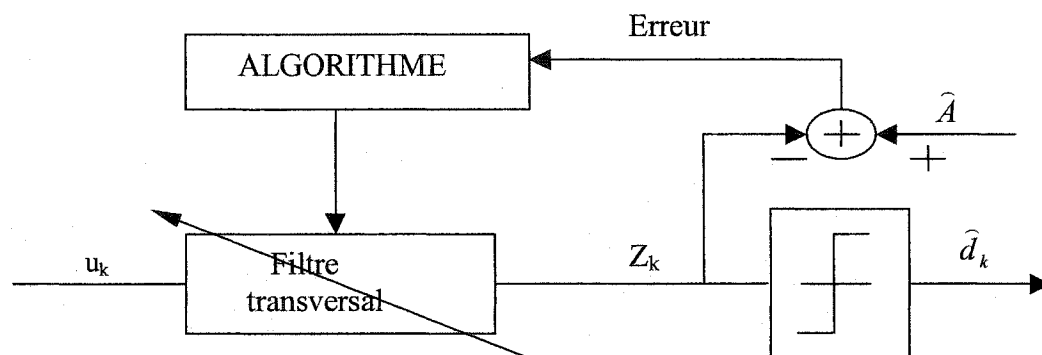 Erreur
ALGORITHME
Â
− +
u_k
Filtre
transversal
Z_k
d̂_k